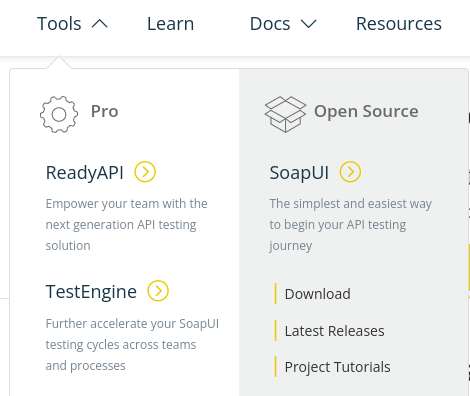 Tools Learn Docs Resources
Pro
ReadyAPI
Empower your team with the
next generation API testing
solution
TestEngine
Further accelerate your SoapUI
testing cycles across teams
and processes
Open Source
SoapUI
The simplest and easiest way
to begin your API testing
journey
Download
Latest Releases
Project Tutorials